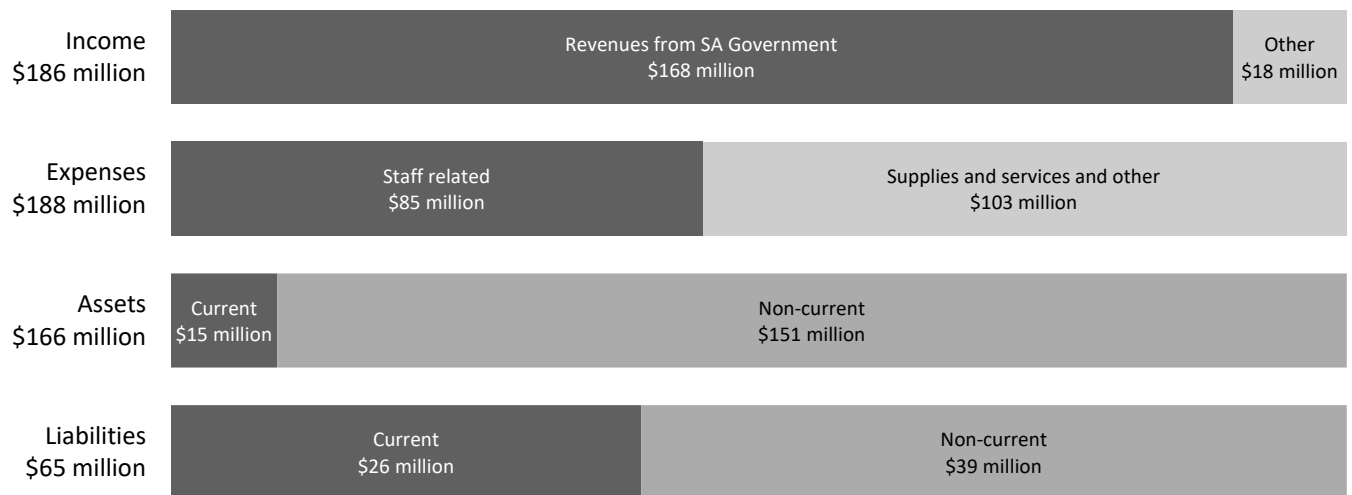 Income
$186 million
Revenues from SA Government
$168 million
Other
$18 million
Expenses
$188 million
Staff related
$85 million
Supplies and services and other
$103 million
Assets
$166 million
Current
$15 million
Non-current
$151 million
Liabilities
$65 million
Current
$26 million
Non-current
$39 million